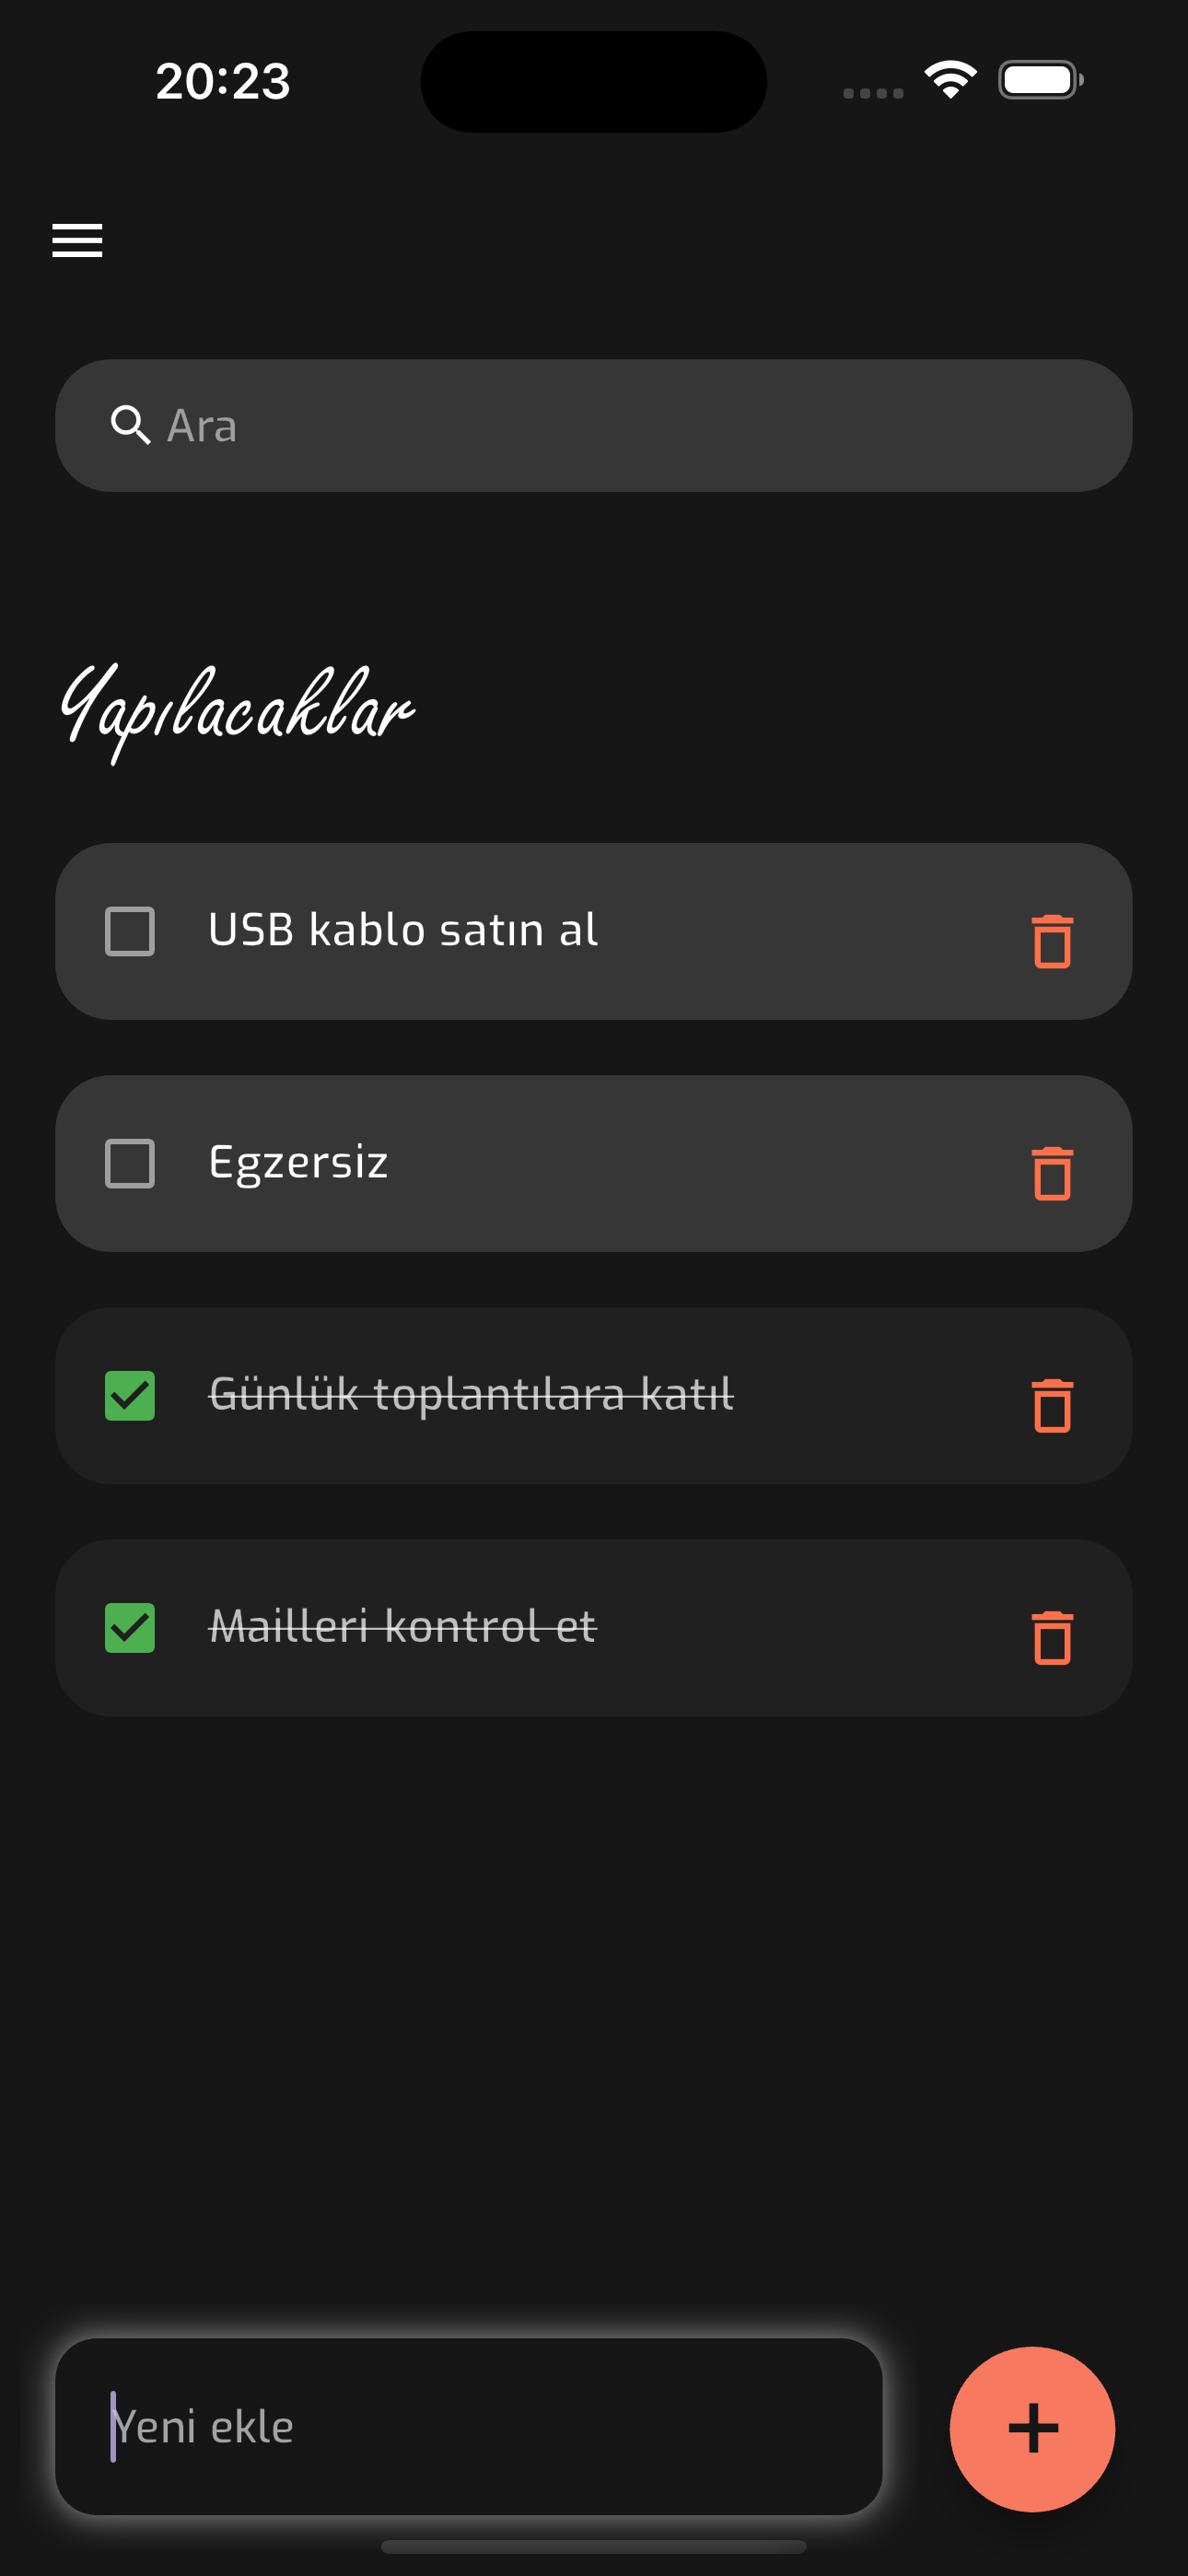 20:23
Ara
Yapılacaklar
USB kablo satın al
Egzersiz
Günlük toplantılara katıl
Mailleri kontrol et
Yeni ekle